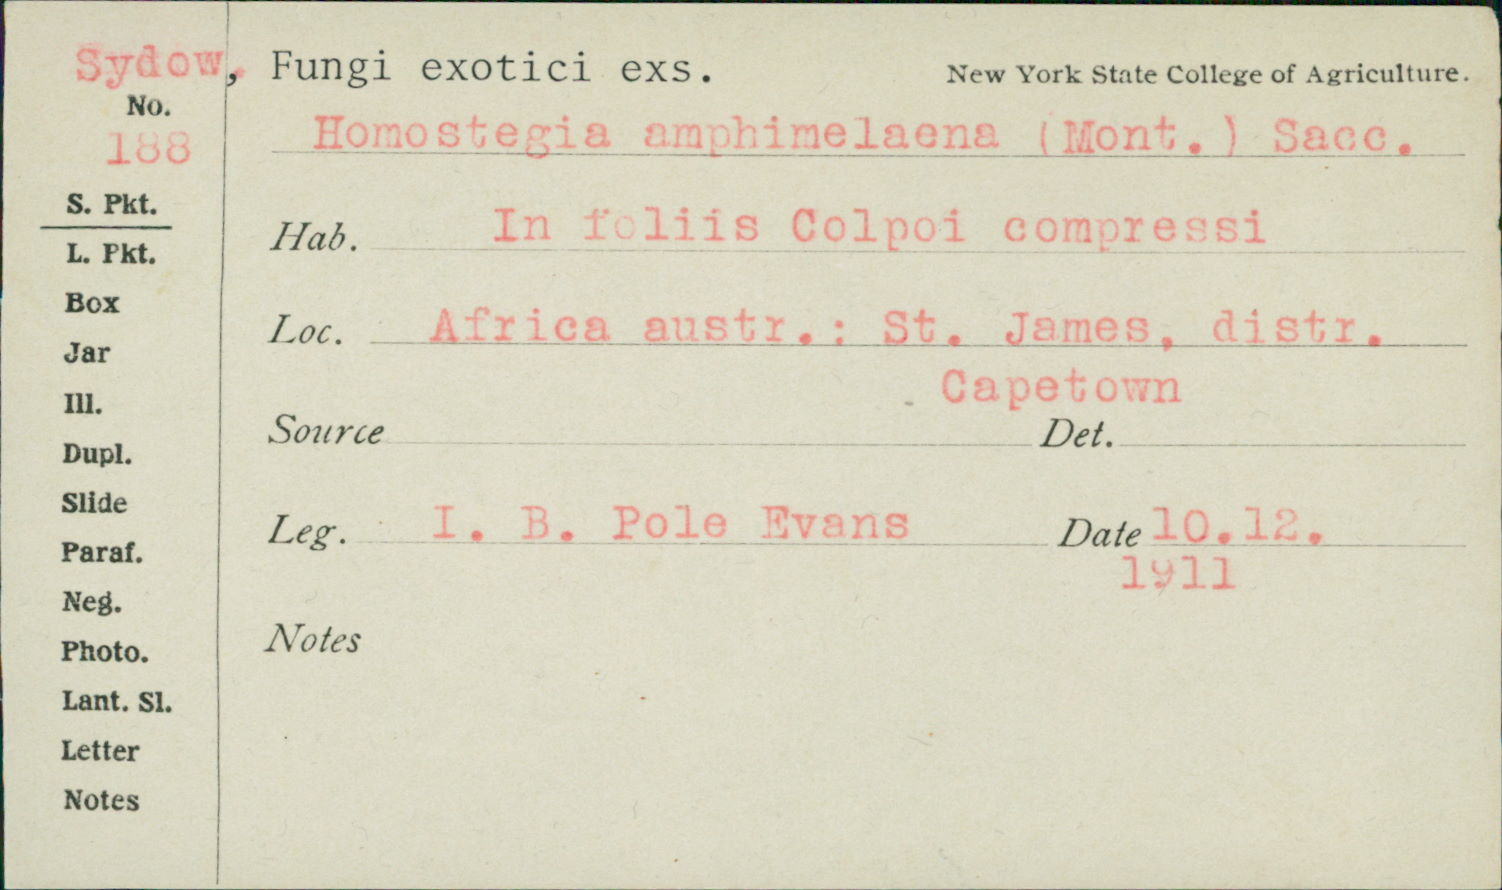 Sydow, Fungi exotici exs. New York State College of Agriculture.
No.
188
Homostegia amphimelaena (Mont.) Sacc.
S. Pkt.
L. Pkt.
Box
Jar
Ill.
Dupl.
Slide
Paraf.
Neg.
Photo.
Lant. Sl.
Letter
Notes
Hab. In foliis Colpoi compressi
Loc. Africa austr.: St. James, distr.
Capetown
Source Det.
Leg. I. B. Pole Evans Date 10.12.
1911
Notes